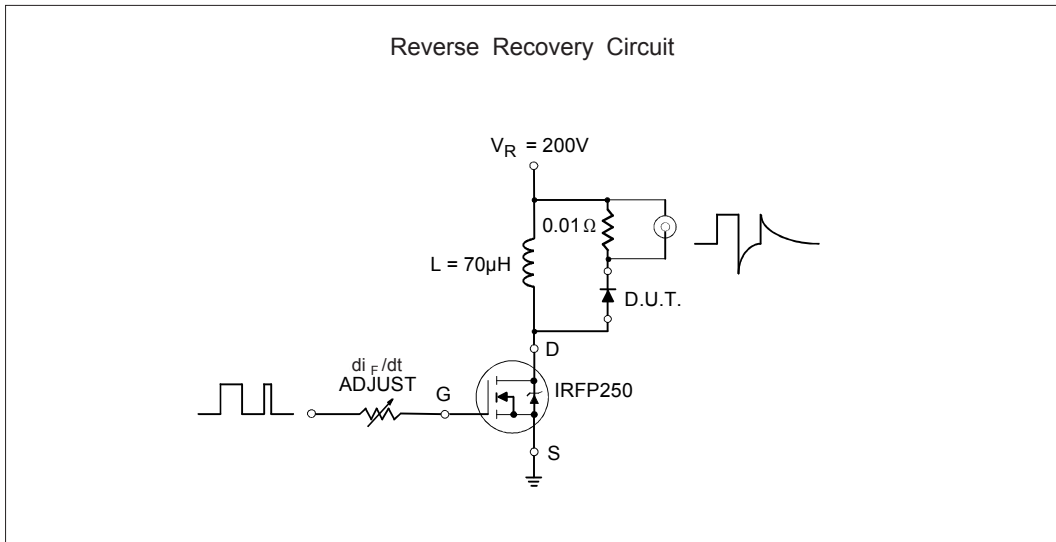 Reverse Recovery Circuit
V_R = 200V
0.01 Ω
L = 70µH
D.U.T.
D
di_F/dt
ADJUST
G
IRFP250
S